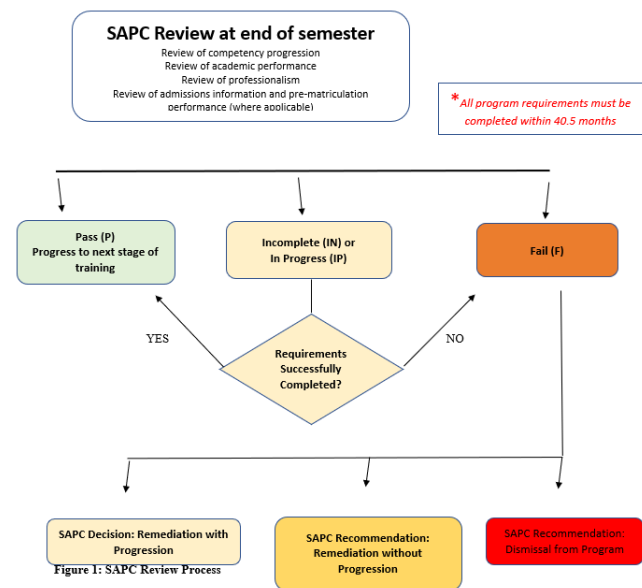 SAPC Review at end of semester
Review of competency progression
Review of academic performance
Review of professionalism
Review of admissions information and pre-matriculation
performance (where applicable)
*All program requirements must be
completed within 40.5 months
Pass (P)
Progress to next stage of
training
Incomplete (IN) or
In Progress (IP)
Fail (F)
YES
NO
Requirements
Successfully
Completed?
SAPC Decision: Remediation with
Progression
SAPC Recommendation:
Remediation without
Progression
SAPC Recommendation:
Dismissal from Program
Figure 1: SAPC Review Process